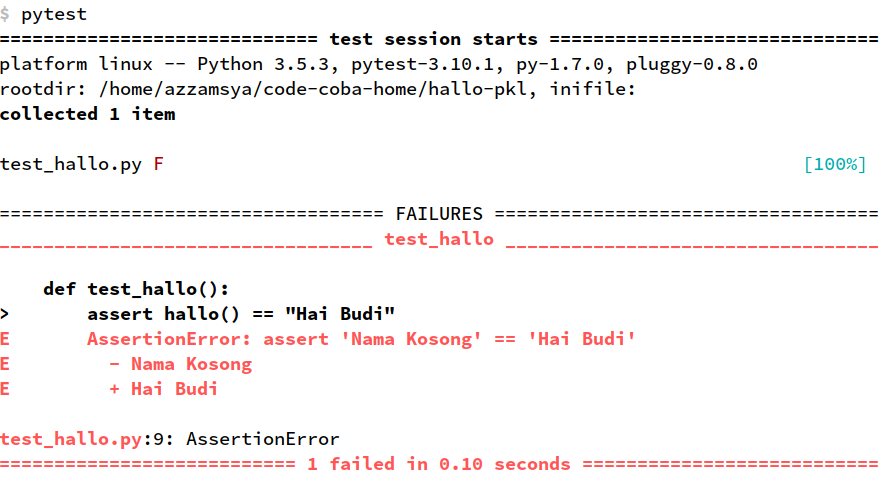 $ pytest
============================= test session starts ==============================
platform linux -- Python 3.5.3, pytest-3.10.1, py-1.7.0, pluggy-0.8.0
rootdir: /home/azzamsya/code-coba-home/hallo-pkl, inifile:
collected 1 item
test_hallo.py F [100%]
=================================== FAILURES ===================================
__________________________________ test_hallo __________________________________
def test_hallo():
> assert hallo() == "Hai Budi"
E AssertionError: assert 'Nama Kosong' == 'Hai Budi'
E - Nama Kosong
E + Hai Budi
test_hallo.py:9: AssertionError
=========================== 1 failed in 0.10 seconds ===========================